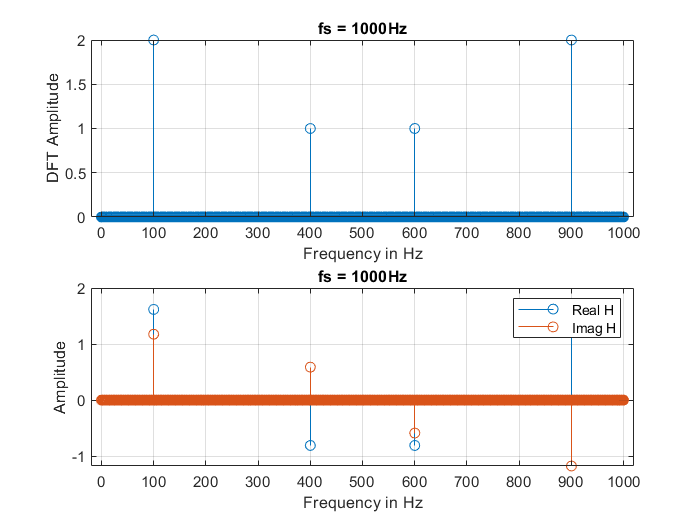 fs = 1000Hz
2
1.5
1
0.5
0
DFT Amplitude
0 100 200 300 400 500 600 700 800 900 1000
Frequency in Hz
fs = 1000Hz
2
1
0
-1
Amplitude
Real H
Imag H
0 100 200 300 400 500 600 700 800 900 1000
Frequency in Hz